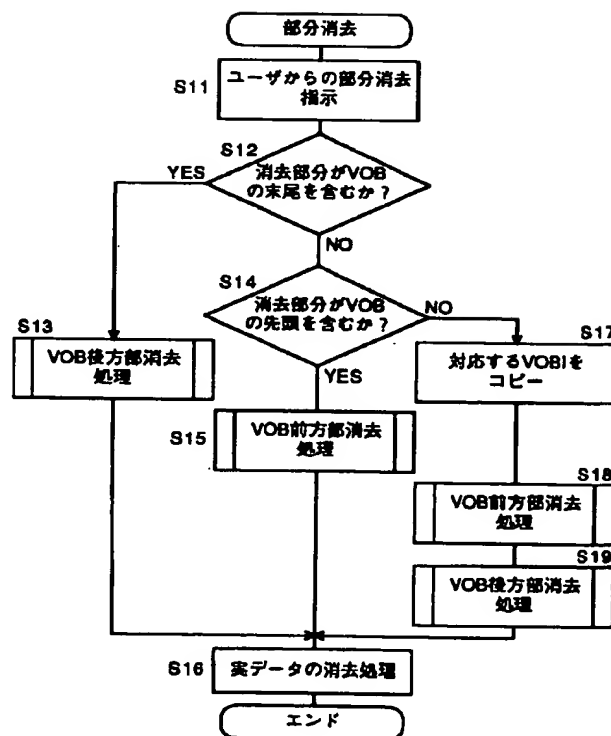 部分消去
S11
ユーザからの部分消去
指示
S12
消去部分がVOB
の末尾を含むか？
YES
NO
S14
消去部分がVOB
の先頭を含むか？
NO
YES
S13
VOB後方部消去
処理
S17
対応するVOBIを
コピー
S15
VOB前方部消去
処理
S18
VOB前方部消去
処理
S19
VOB後方部消去
処理
S16
実データの消去処理
エンド